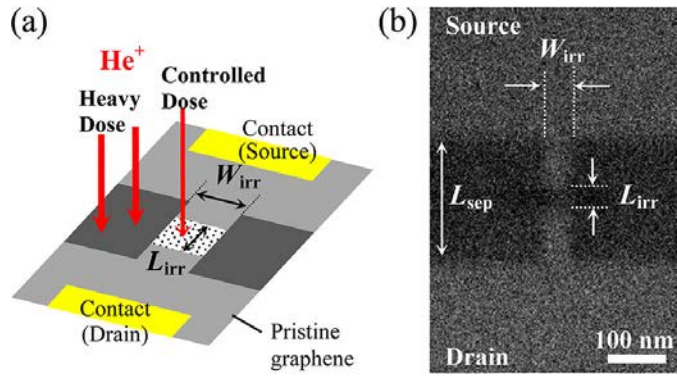 (a)
He+
Heavy
Dose
Controlled
Dose
Contact
(Source)
Wirr
Lirr
Contact
(Drain)
Pristine
graphene
(b)
Source
Wirr
Lsep
Lirr
100 nm
Drain